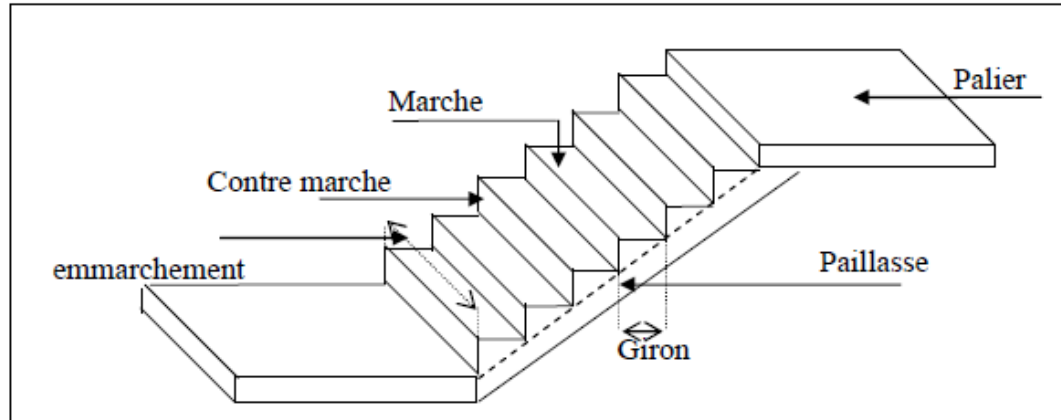 Palier
Marche
Contre marche
emmarchement
Paillasse
Giron